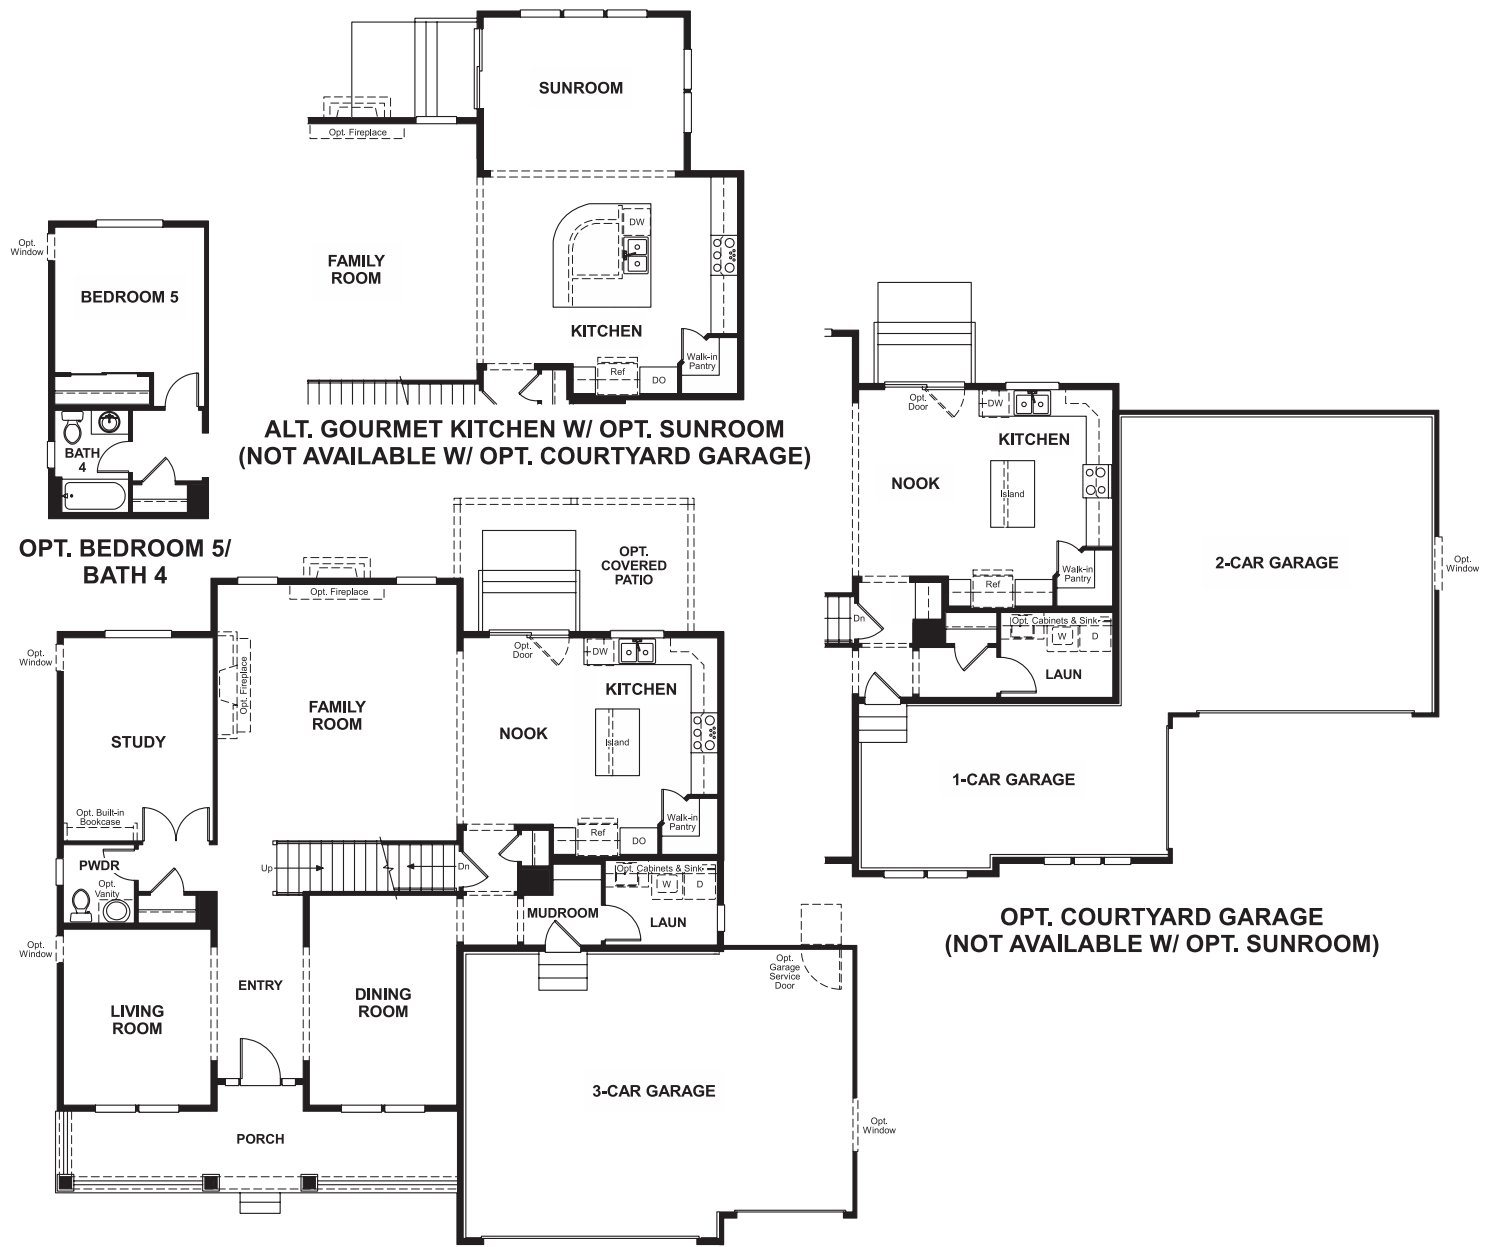 SUNROOM
Opt. Fireplace
DW
FAMILY
ROOM
KITCHEN
Walk-in
Pantry
Ref
DO
ALT. GOURMET KITCHEN W/ OPT. SUNROOM
(NOT AVAILABLE W/ OPT. COURTYARD GARAGE)
Opt.
Window
BEDROOM 5
BATH
4
OPT. BEDROOM 5/
BATH 4
Opt.
Door
DW
KITCHEN
NOOK
Island
Walk-in
Pantry
Ref
Dn
Opt. Cabinets & Sink
W
D
LAUN
2-CAR GARAGE
Opt.
Window
1-CAR GARAGE
OPT. COURTYARD GARAGE
(NOT AVAILABLE W/ OPT. SUNROOM)
OPT.
COVERED
PATIO
Opt. Fireplace
Opt.
Window
Opt. Fireplace
FAMILY
ROOM
STUDY
Opt. Built-in
Bookcase
Opt.
Door
DW
KITCHEN
NOOK
Island
Walk-in
Pantry
Ref
DO
PWDR
Opt.
Vanity
Up
Dn
Opt. Cabinets & Sink
W
D
MUDROOM
LAUN
Opt.
Window
LIVING
ROOM
ENTRY
DINING
ROOM
Opt.
Garage
Service
Door
3-CAR GARAGE
Opt.
Window
PORCH